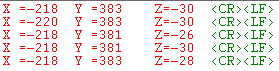 X =-218 Y =383 Z=-30 <CR><LF>
X =-220 Y =383 Z=-30 <CR><LF>
X =-218 Y =381 Z=-26 <CR><LF>
X =-218 Y =381 Z=-30 <CR><LF>
X =-218 Y =383 Z=-28 <CR><LF>